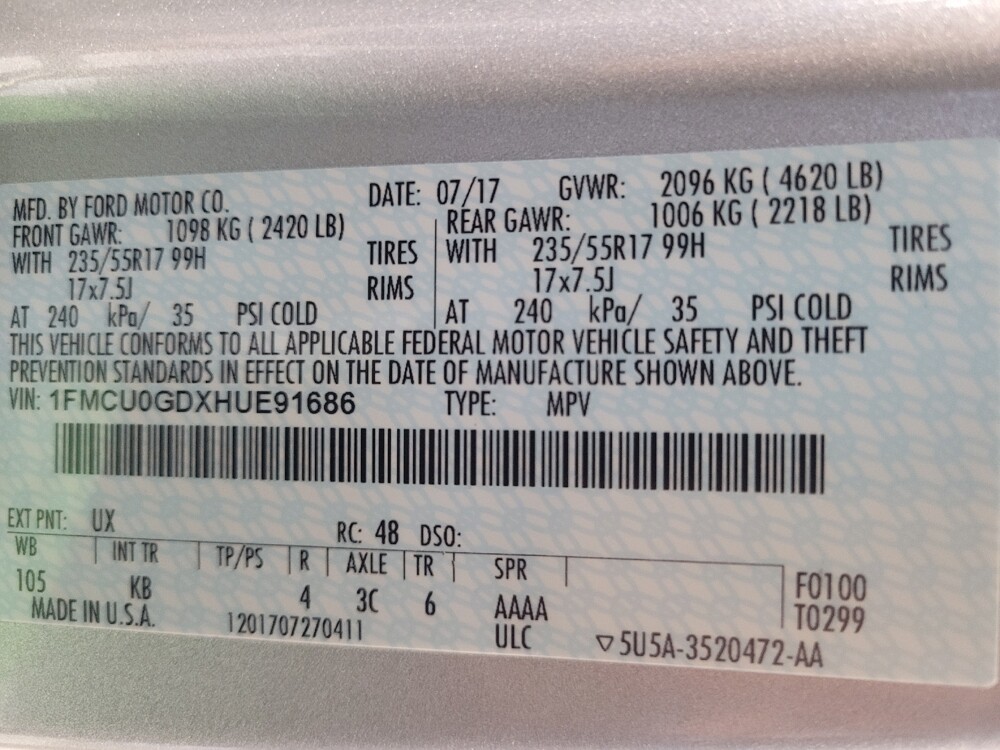 MFD. BY FORD MOTOR CO. DATE: 07/17 GVWR: 2096 KG ( 4620 LB)
FRONT GAWR: 1098 KG ( 2420 LB) REAR GAWR: 1006 KG ( 2218 LB)
WITH 235/55R17 99H TIRES WITH 235/55R17 99H TIRES
17x7.5J RIMS 17x7.5J RIMS
AT 240 kPa/ 35 PSI COLD AT 240 kPa/ 35 PSI COLD
THIS VEHICLE CONFORMS TO ALL APPLICABLE FEDERAL MOTOR VEHICLE SAFETY AND THEFT
PREVENTION STANDARDS IN EFFECT ON THE DATE OF MANUFACTURE SHOWN ABOVE.
VIN: 1FMCU0GDXHUE91686 TYPE: MPV
EXT PNT: UX RC: 48 DSO:
WB INT TR TP/PS R AXLE TR SPR
105 KB 4 3C 6 AAAA F0100
MADE IN U.S.A. 1201707270411 ULC T0299
▽5U5A-3520472-AA